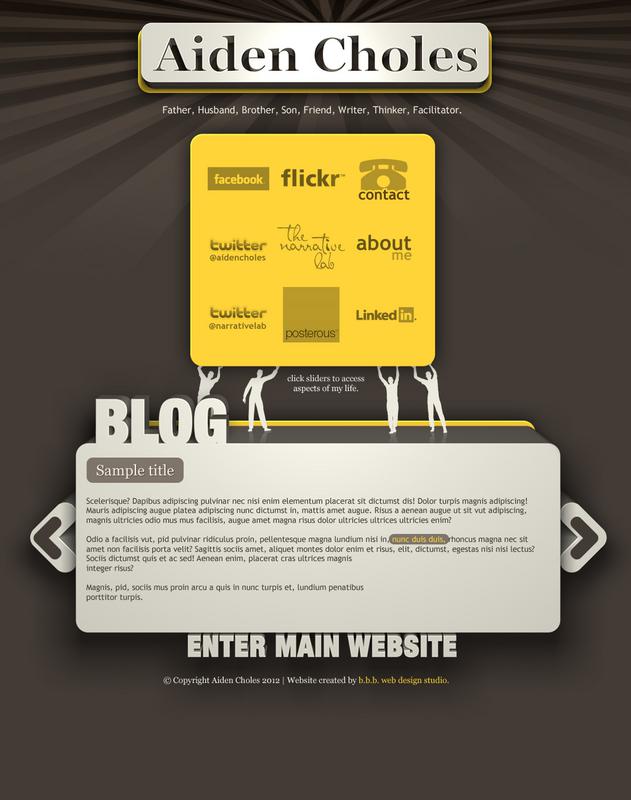 Aiden Choles
Father, Husband, Brother, Son, Friend, Writer, Thinker, Facilitator.
facebook
flickr™
contact
twitter
@aidencholes
the
narrative
lab
about
me
twitter
@narrativelab
posterous™
Linked in.
click sliders to access
aspects of my life.
BLOG
Sample title
Scelerisque? Dapibus adipiscing pulvinar nec nisi enim elementum placerat sit dictumst dis! Dolor turpis magnis adipiscing!
Mauris adipiscing augue platea adipiscing nunc dictumst in, mattis amet augue. Risus a aenean augue ut sit vut adipiscing,
magnis ultricies odio mus mus facilisis, augue amet magna risus dolor ultricies ultricies ultricies enim?
Odio a facilisis vut, pid pulvinar ridiculus proin, pellentesque magna lundium nisi in, nunc duis duis, rhoncus magna nec sit
amet non facilisis porta velit? Sagittis sociis amet, aliquet montes dolor enim et risus, elit, dictumst, egestas nisi nisi lectus?
Sociis dictumst quis et ac sed! Aenean enim, placerat cras ultrices magnis
integer risus?
Magnis, pid, sociis mus proin arcu a quis in nunc turpis et, lundium penatibus
porttitor turpis.
ENTER MAIN WEBSITE
© Copyright Aiden Choles 2012 | Website created by b.b.b. web design studio.